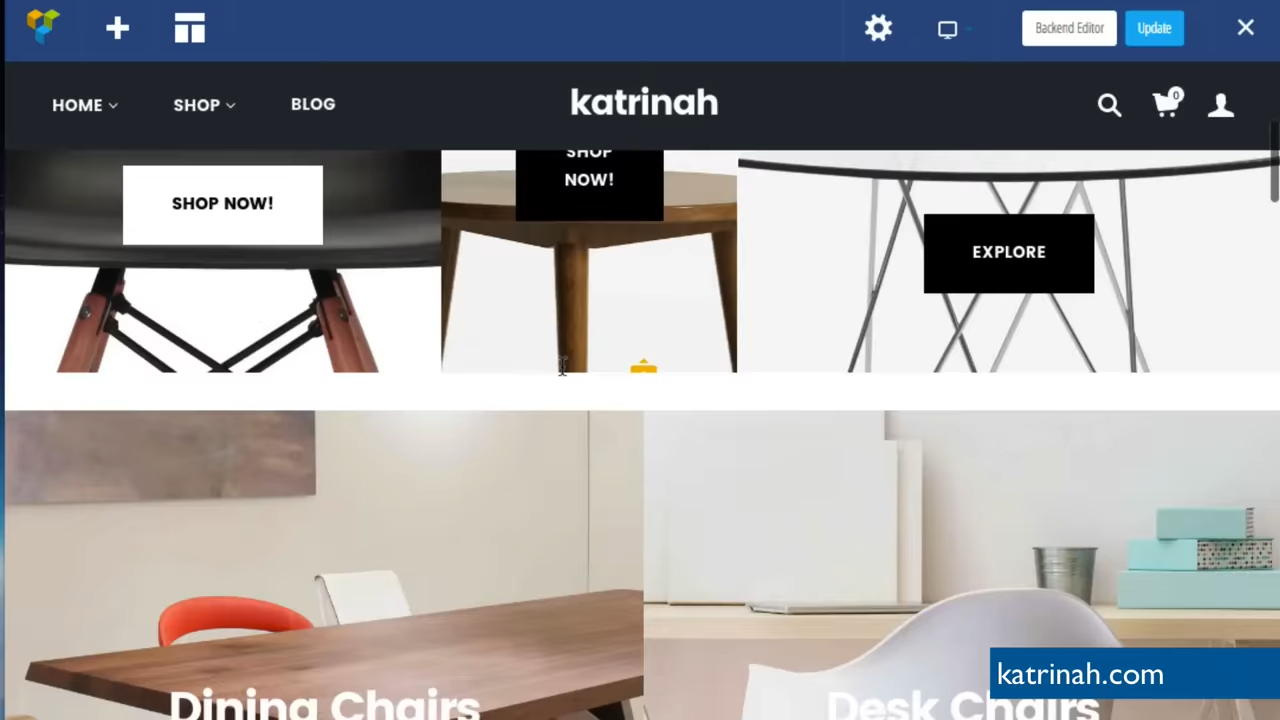 Backend Editor
Update
HOME
SHOP
BLOG
katrinah
0
SHOP NOW!
SHOP
NOW!
EXPLORE
Dining Chairs
Desk Chairs
katrinah.com